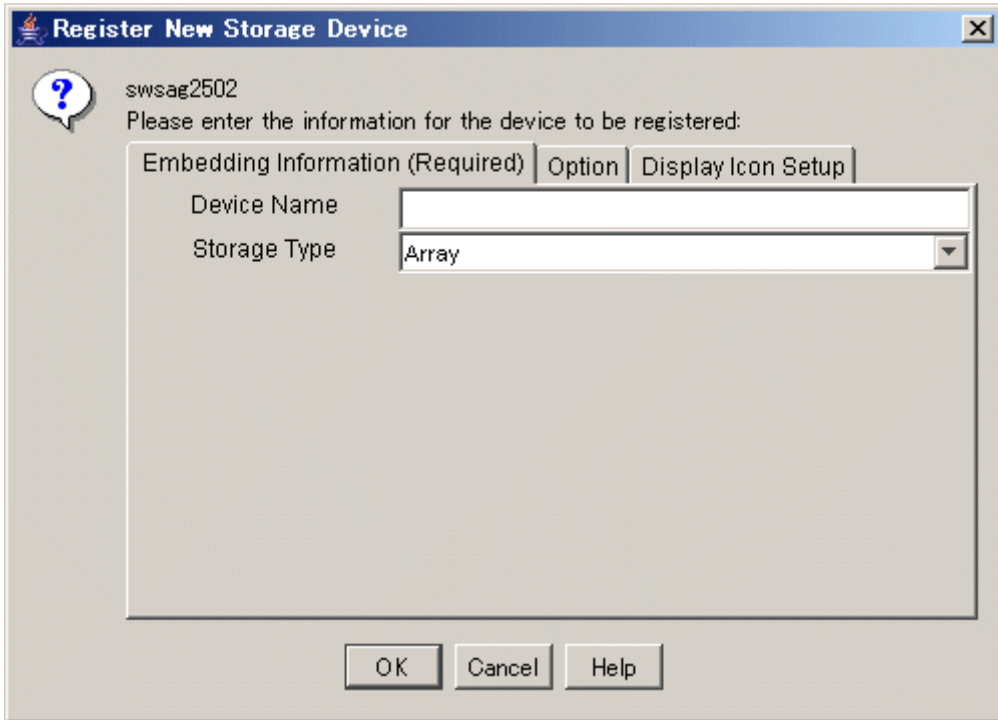 Register New Storage Device
swsag2502
Please enter the information for the device to be registered:
Embedding Information (Required) Option Display Icon Setup
Device Name
Storage Type Array
OK Cancel Help